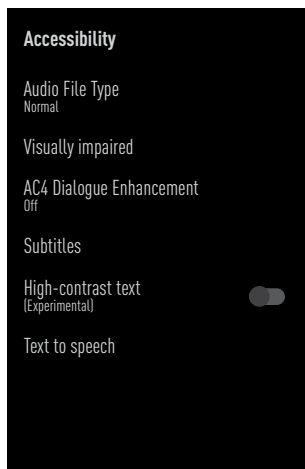 Accessibility
Audio File Type
Normal
Visually impaired
AC4 Dialogue Enhancement
Off
Subtitles
High-contrast text
(Experimental)
Text to speech